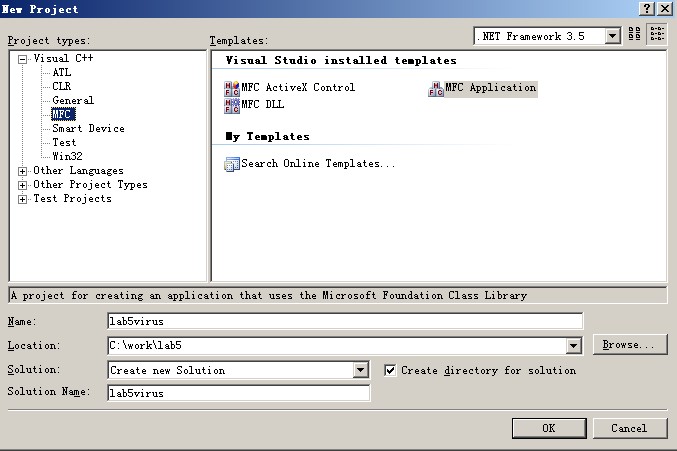 New Project
Project types:
Templates:
.NET Framework 3.5
Visual C++
ATL
CLR
General
MFC
Smart Device
Test
Win32
Other Languages
Other Project Types
Test Projects
Visual Studio installed templates
MFC ActiveX Control
MFC Application
MFC DLL
My Templates
Search Online Templates...
A project for creating an application that uses the Microsoft Foundation Class Library
Name:
lab5virus
Location:
C:\work\lab5
Browse...
Solution:
Create new Solution
Create directory for solution
Solution Name:
lab5virus
OK
Cancel